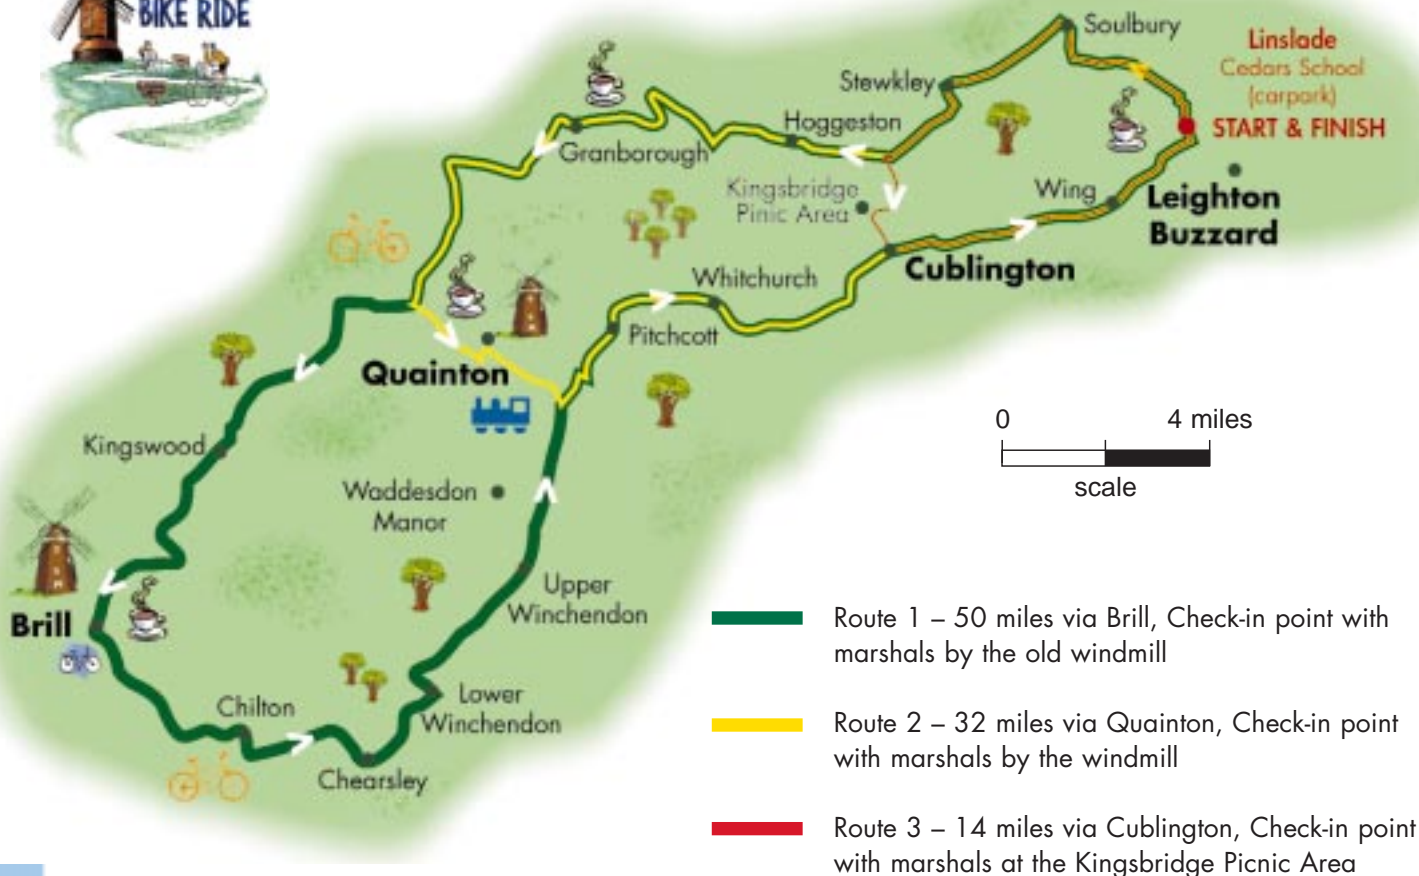 BIKE RIDE
Soulbury
Linslade
Cedars School
(carpark)
START & FINISH
Stewkley
Hoggeston
Granborough
Kingsbridge
Pinic Area
Wing
Leighton
Buzzard
Cublington
Whitchurch
Pitchcott
Quainton
Kingswood
Waddesdon
Manor
Upper
Winchendon
Brill
Chilton
Lower
Winchendon
Chearsley
0 4 miles
scale
Route 1 – 50 miles via Brill, Check-in point with
marshals by the old windmill
Route 2 – 32 miles via Quainton, Check-in point
with marshals by the windmill
Route 3 – 14 miles via Cublington, Check-in point
with marshals at the Kingsbridge Picnic Area